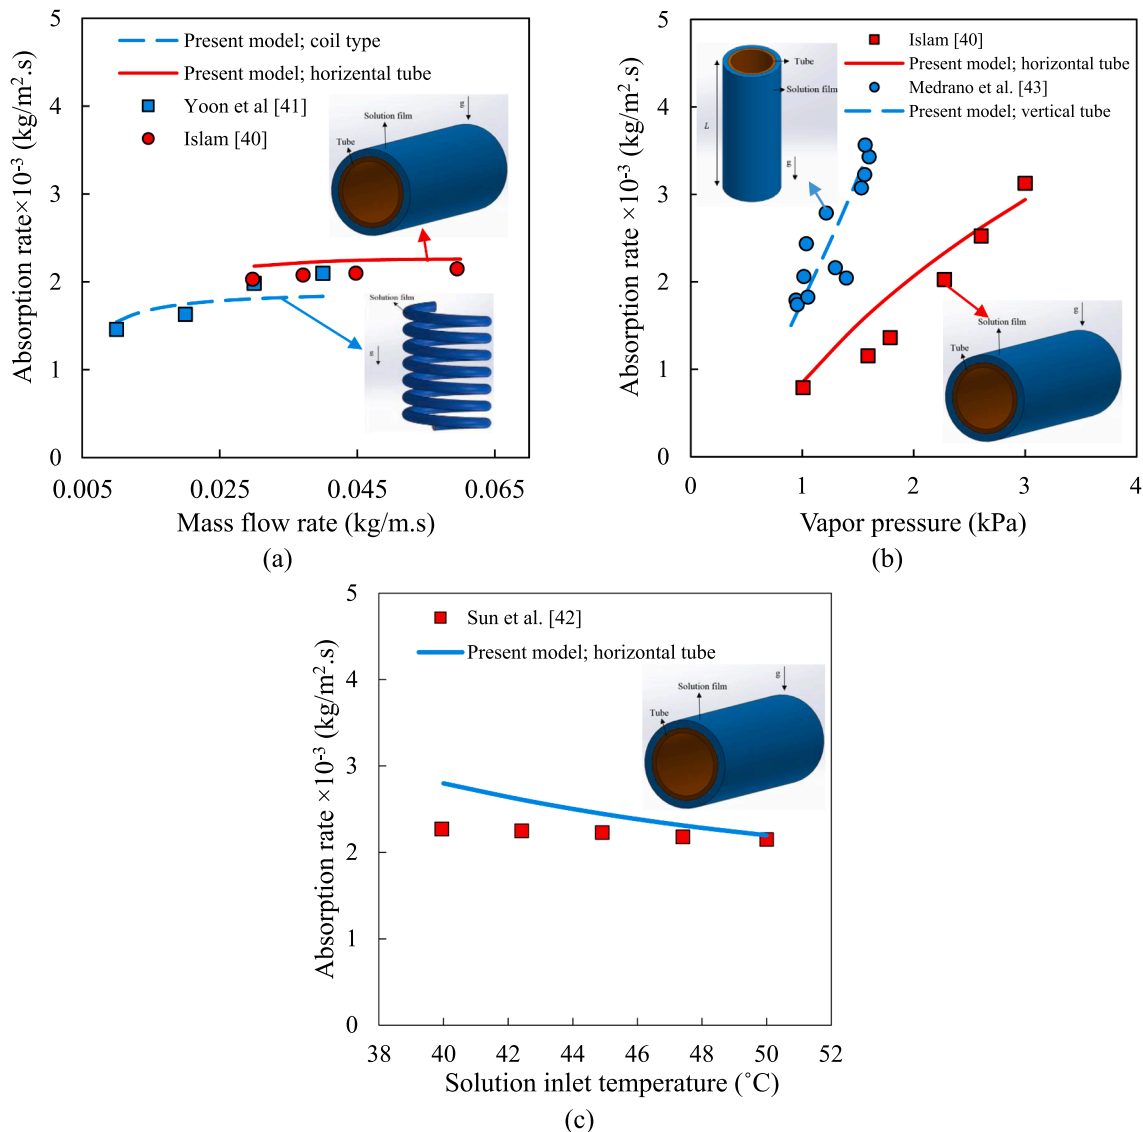 5
4
3
2
1
0
0.005
0.025
0.045
0.065
Absorption rate×10⁻³ (kg/m².s)
Mass flow rate (kg/m.s)
Present model; coil type
Present model; horizental tube
Yoon et al [41]
Islam [40]
g
Solution film
Tube
Solution film
g
(a)
5
4
3
2
1
0
0
1
2
3
4
Absorption rate ×10⁻³ (kg/m².s)
Vapor pressure (kPa)
Islam [40]
Present model; horizontal tube
Medrano et al. [43]
Present model; vertical tube
Tube
Solution film
L
g
g
Solution film
Tube
(b)
5
4
3
2
1
0
38
40
42
44
46
48
50
52
Absorption rate ×10⁻³ (kg/m².s)
Solution inlet temperature (˚C)
Sun et al. [42]
Present model; horizontal tube
g
Solution film
Tube
(c)